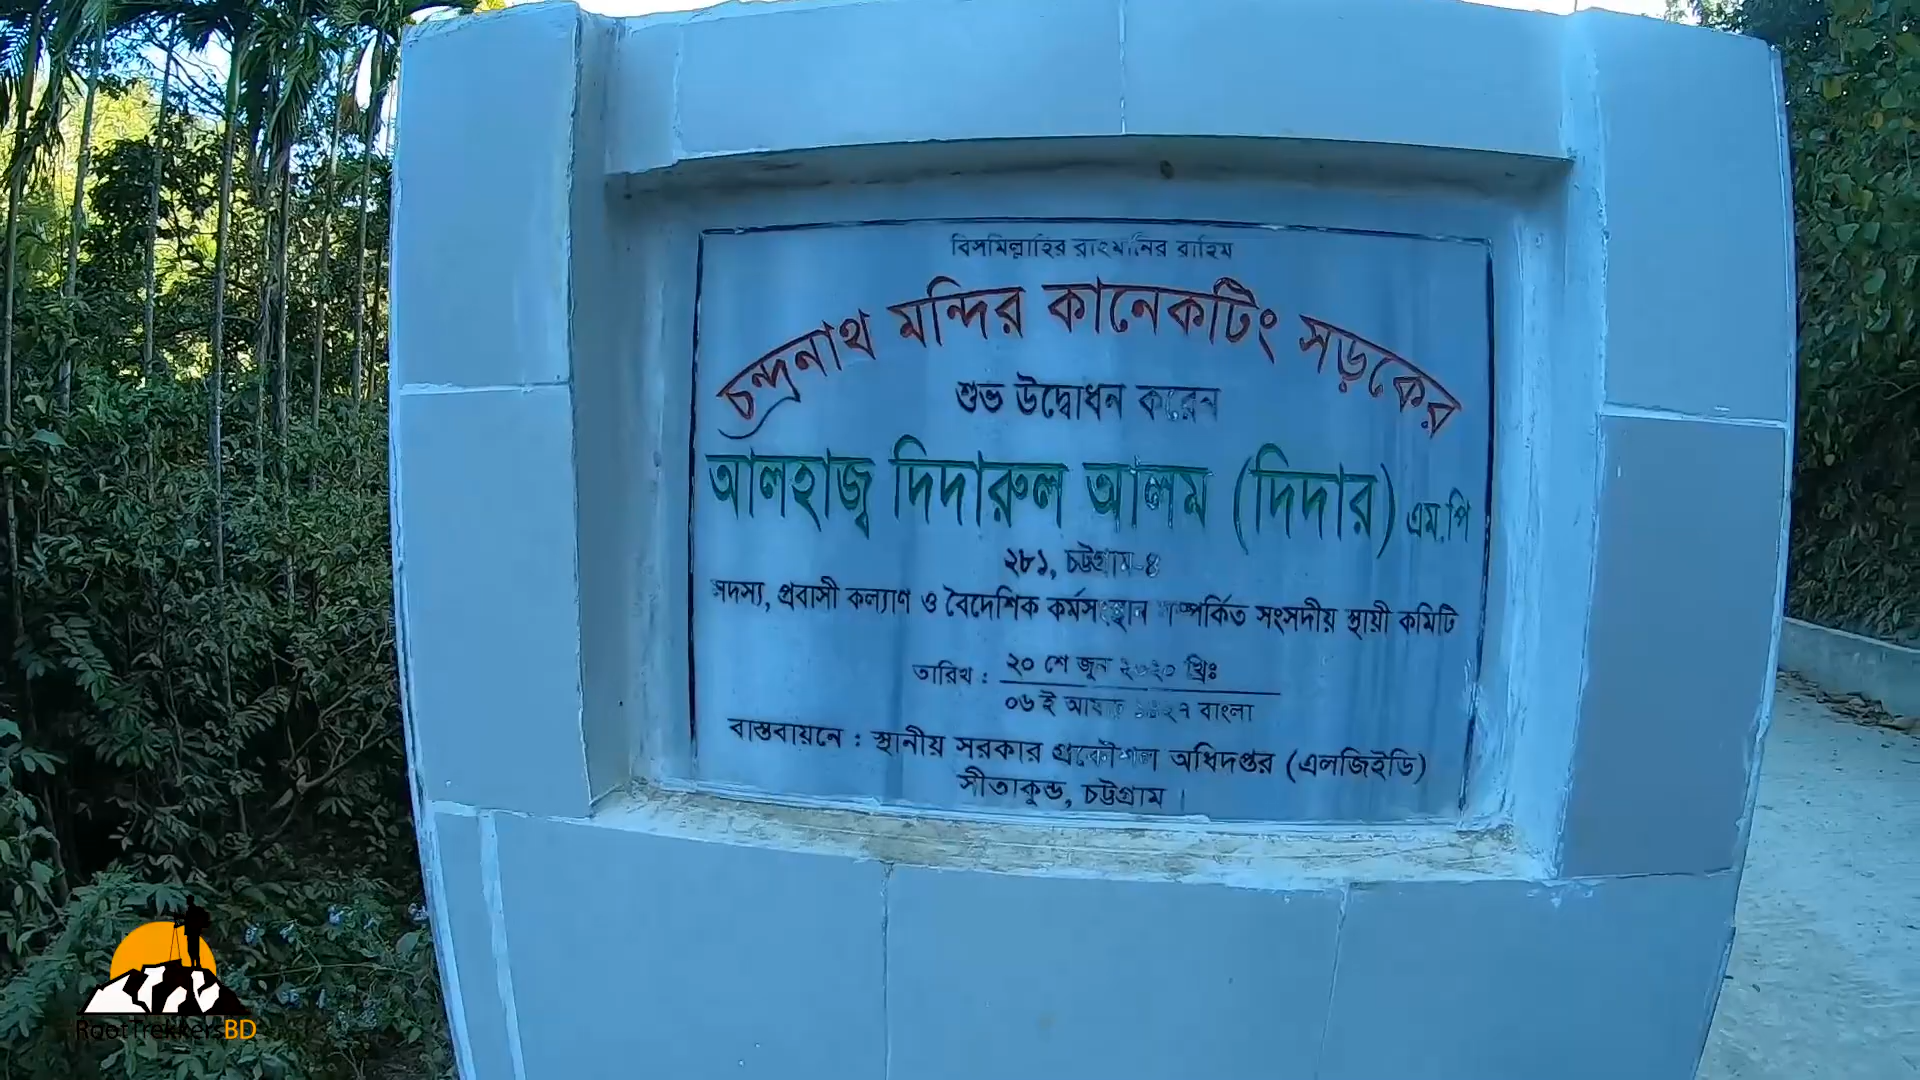 বিসমিল্লাহির রাহমানির রাহিম
চন্দ্রনাথ মন্দির কানেকটিং সড়কের
শুভ উদ্বোধন করেন
আলহাজ্ব দিদারুল আলম (দিদার) এম.পি
২৮১, চট্টগ্রাম-৪
সদস্য, প্রবাসী কল্যাণ ও বৈদেশিক কর্মসংস্থান সম্পর্কিত সংসদীয় স্থায়ী কমিটি
তারিখ : ২০ শে জুন ২০২০ খ্রিঃ
০৬ ই আষাঢ় ১৪২৭ বাংলা
বাস্তবায়নে : স্থানীয় সরকার প্রকৌশল অধিদপ্তর (এলজিইডি)
সীতাকুন্ড, চট্টগ্রাম।
RootTrekkersBD